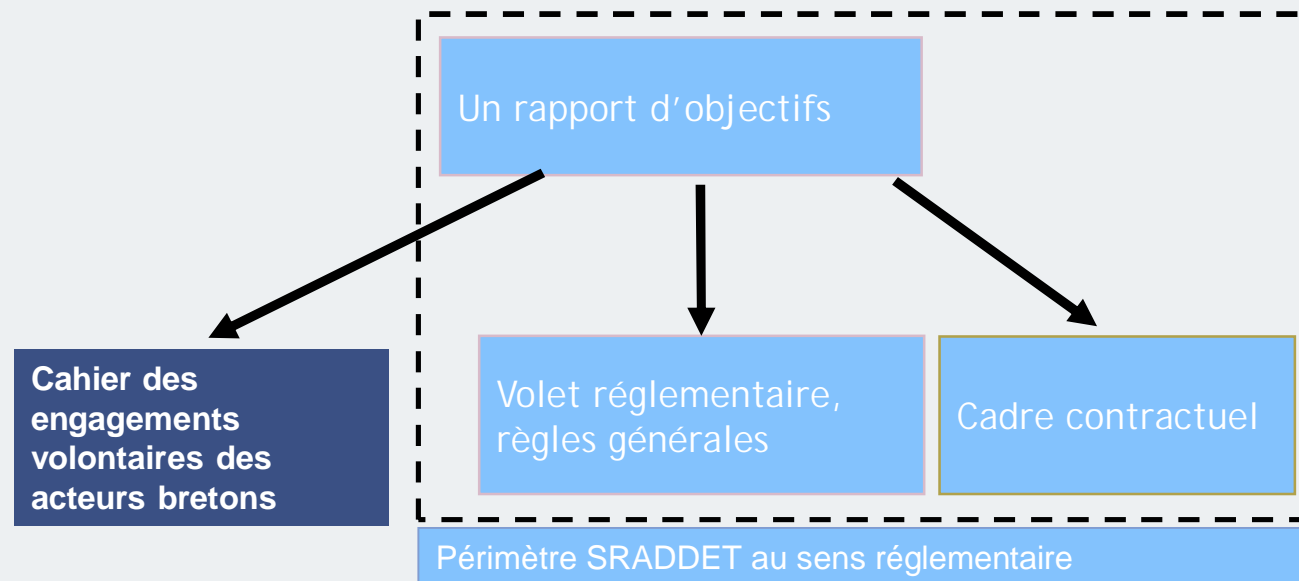 Un rapport d’objectifs
Cahier des
engagements
volontaires des
acteurs bretons
Volet réglementaire,
règles générales
Cadre contractuel
Périmètre SRADDET au sens réglementaire